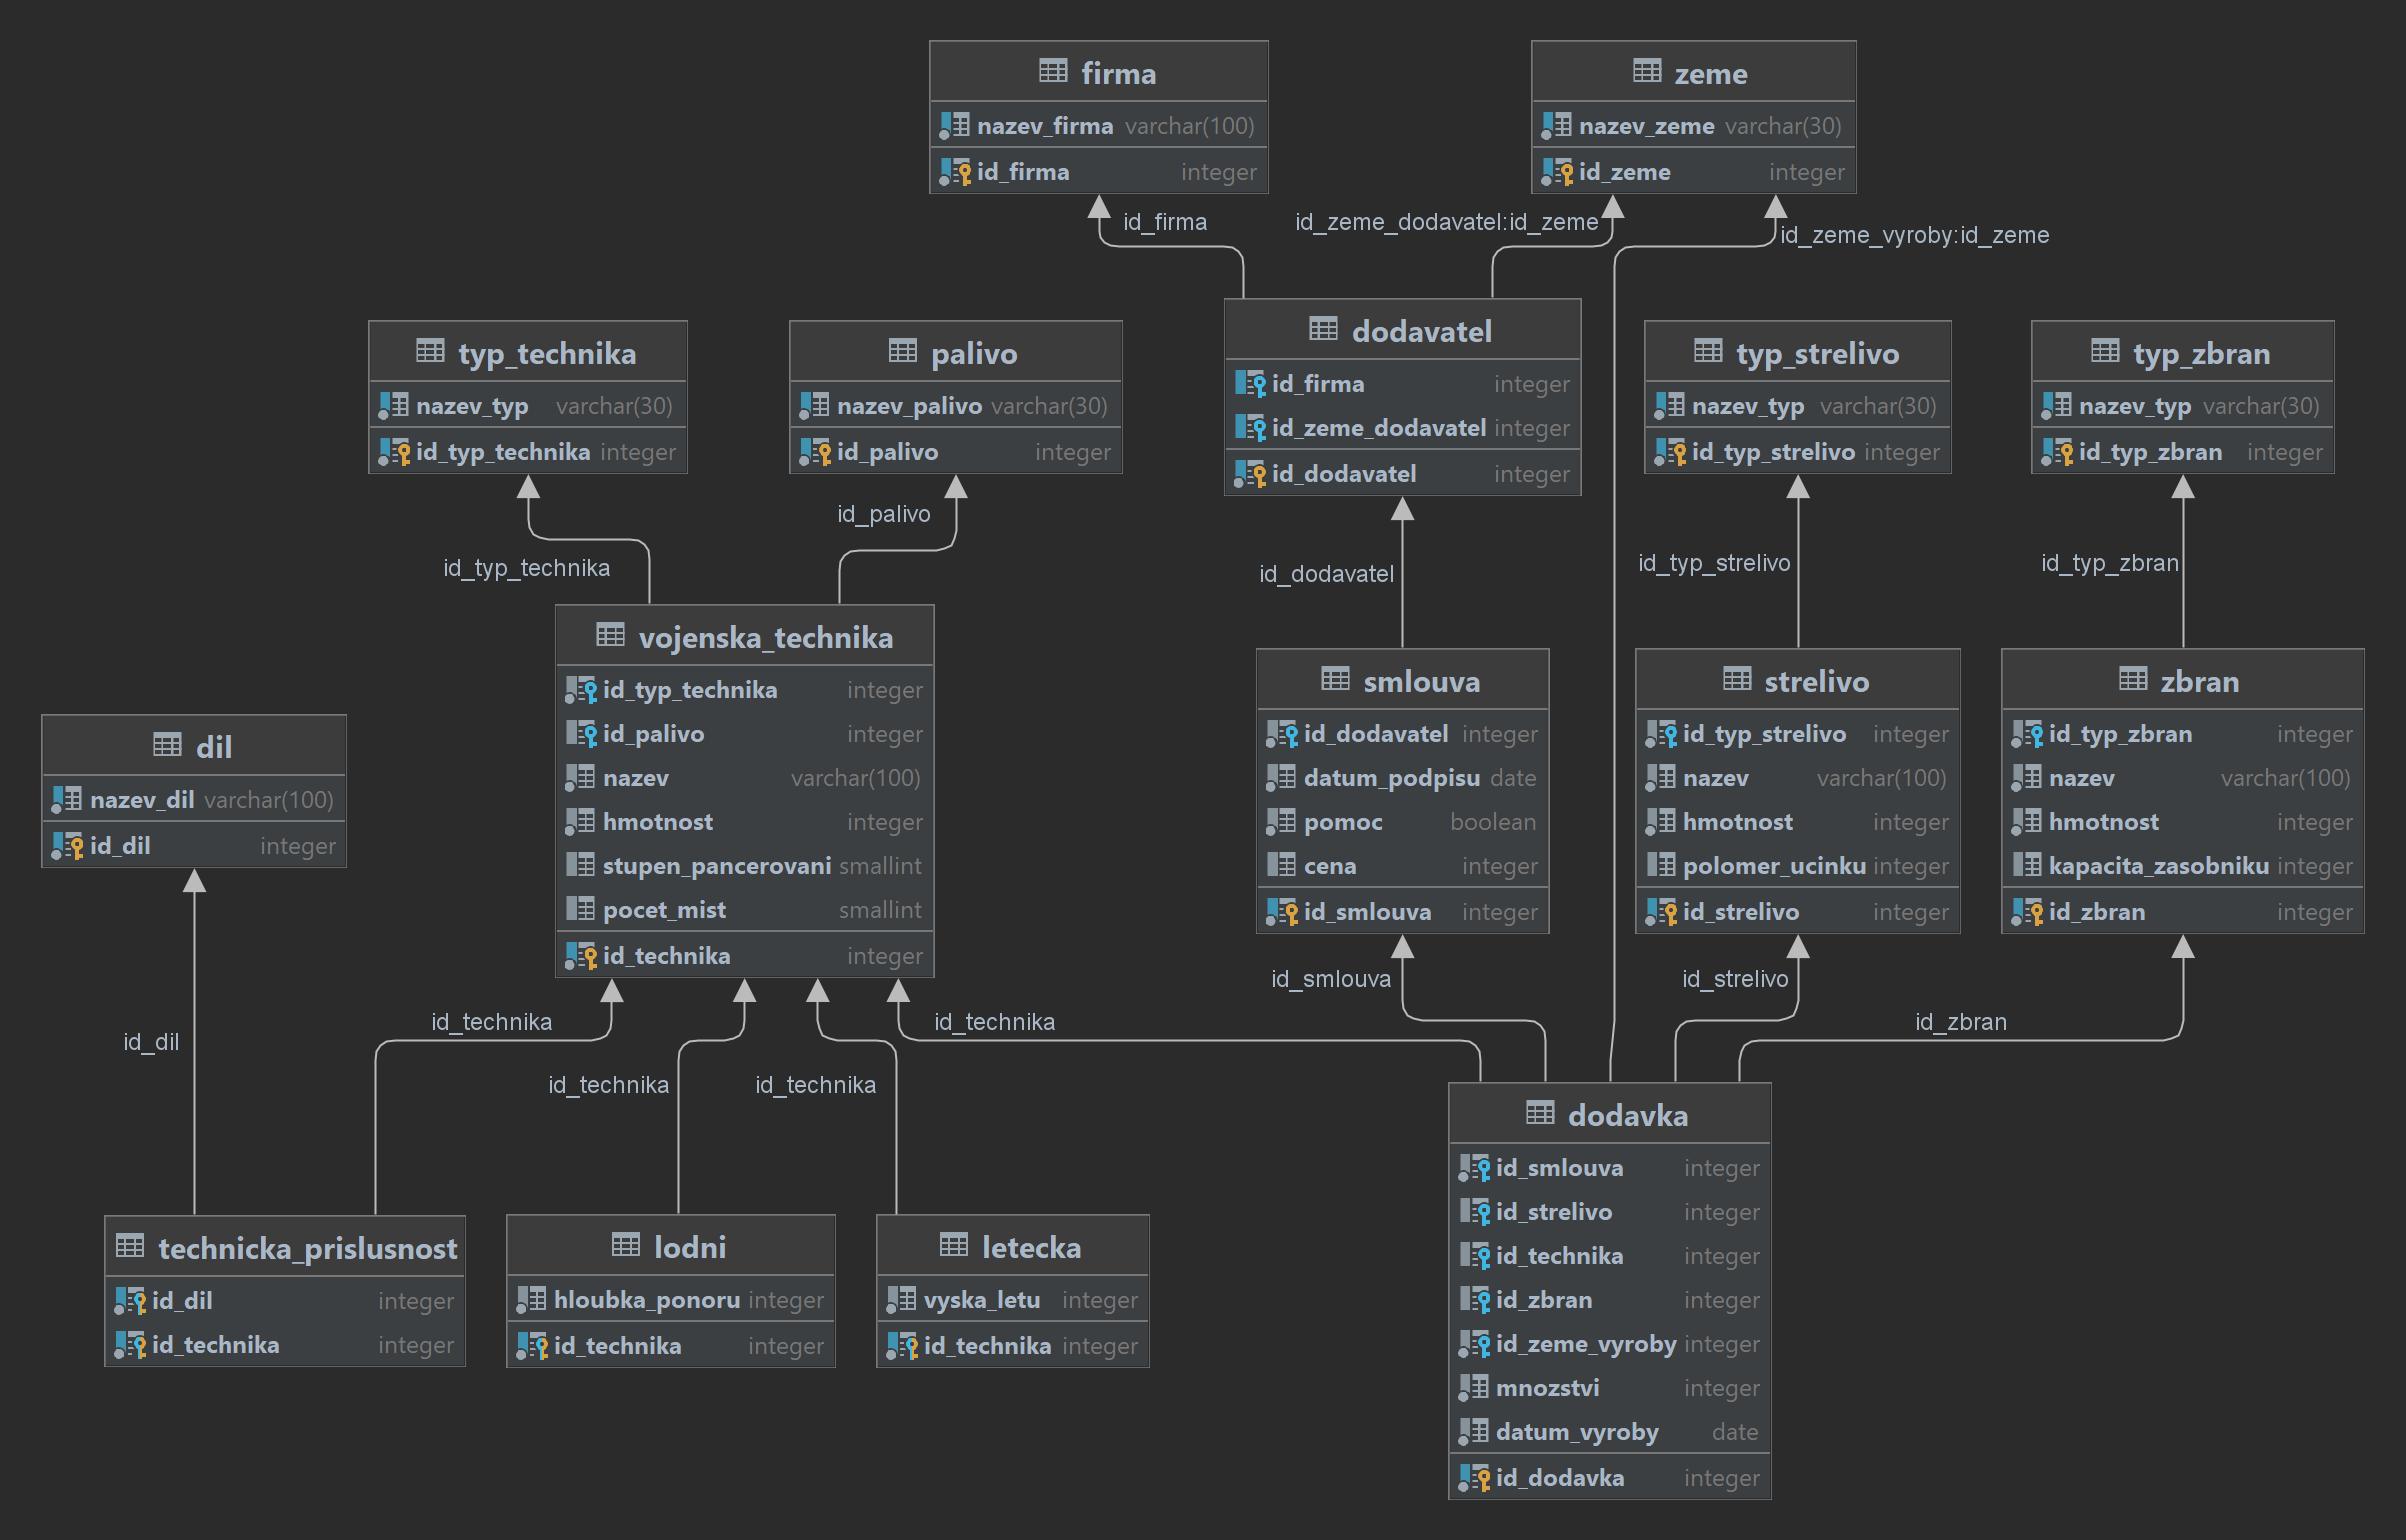 firma
nazev_firma varchar(100)
id_firma integer
zeme
nazev_zeme varchar(30)
id_zeme integer
id_firma
id_zeme_dodavatel:id_zeme
id_zeme_vyroby:id_zeme
typ_technika
nazev_typ varchar(30)
id_typ_technika integer
palivo
nazev_palivo varchar(30)
id_palivo integer
dodavatel
id_firma integer
id_zeme_dodavatel integer
id_dodavatel integer
typ_strelivo
nazev_typ varchar(30)
id_typ_strelivo integer
typ_zbran
nazev_typ varchar(30)
id_typ_zbran integer
id_typ_technika
id_palivo
id_dodavatel
id_typ_strelivo
id_typ_zbran
dil
nazev_dil varchar(100)
id_dil integer
vojenska_technika
id_typ_technika integer
id_palivo integer
nazev varchar(100)
hmotnost integer
stupen_pancerovani smallint
pocet_mist smallint
id_technika integer
smlouva
id_dodavatel integer
datum_podpisu date
pomoc boolean
cena integer
id_smlouva integer
strelivo
id_typ_strelivo integer
nazev varchar(100)
hmotnost integer
polomer_ucinku integer
id_strelivo integer
zbran
id_typ_zbran integer
nazev varchar(100)
hmotnost integer
kapacita_zasobniku integer
id_zbran integer
id_dil
id_technika
id_technika
id_technika
id_technika
id_smlouva
id_strelivo
id_zbran
technicka_prislusnost
id_dil integer
id_technika integer
lodni
hloubka_ponoru integer
id_technika integer
letecka
vyska_letu integer
id_technika integer
dodavka
id_smlouva integer
id_strelivo integer
id_technika integer
id_zbran integer
id_zeme_vyroby integer
mnozstvi integer
datum_vyroby date
id_dodavka integer